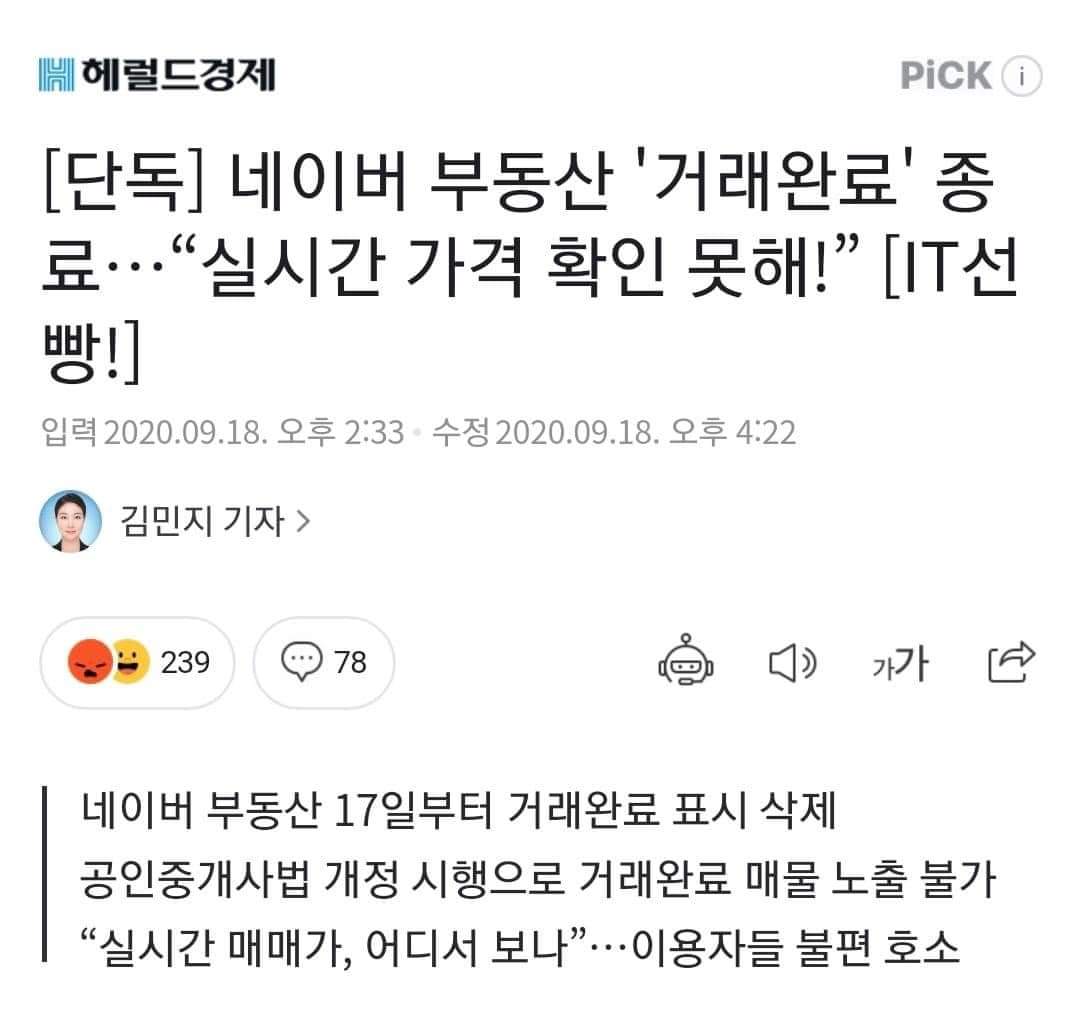 헤럴드경제
PiCK i
[단독] 네이버 부동산 '거래완료' 종
료…“실시간 가격 확인 못해!” [IT선
빵!]
입력 2020.09.18. 오후 2:33 · 수정 2020.09.18. 오후 4:22
김민지 기자 >
239 78 가가
네이버 부동산 17일부터 거래완료 표시 삭제
공인중개사법 개정 시행으로 거래완료 매물 노출 불가
“실시간 매매가, 어디서 보나”…이용자들 불편 호소